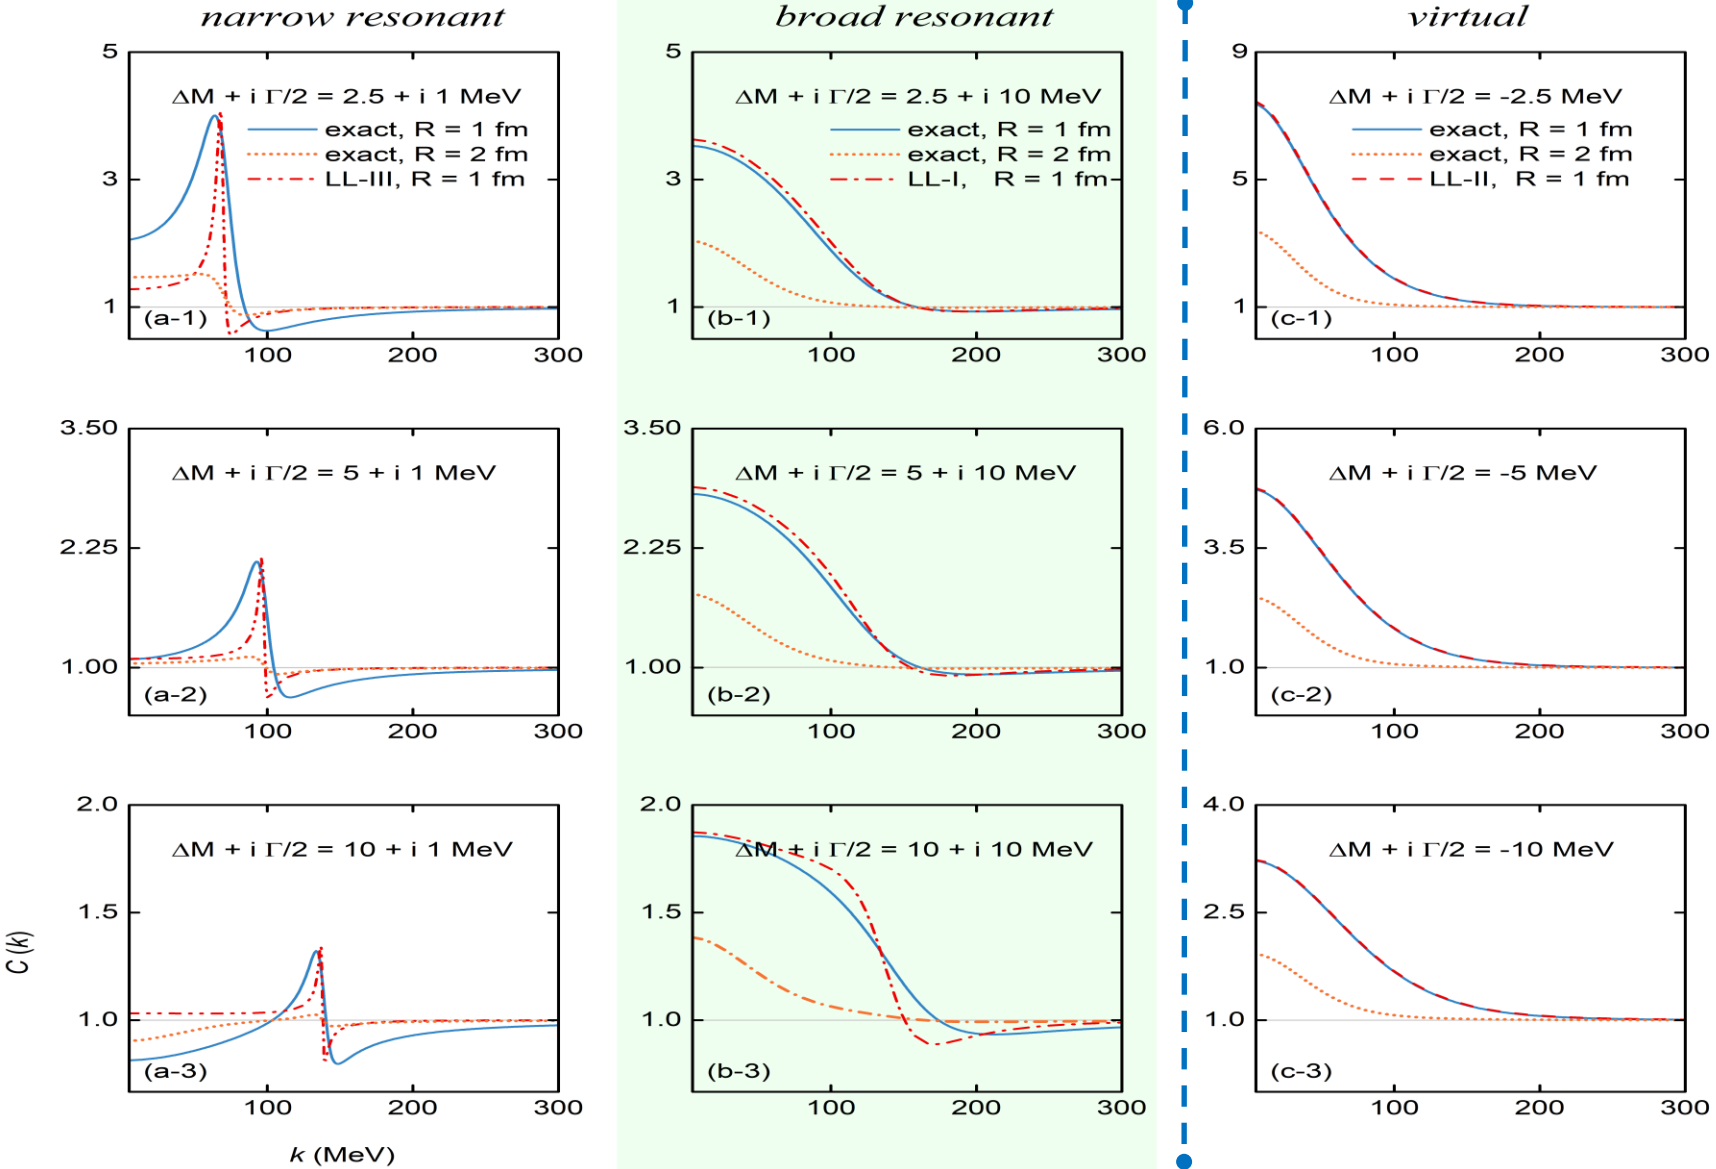 narrow resonant
broad resonant
virtual
5
3
1
ΔM + i Γ/2 = 2.5 + i 1 MeV
exact, R = 1 fm
exact, R = 2 fm
LL-III, R = 1 fm
(a-1)
100
200
300
5
3
1
ΔM + i Γ/2 = 2.5 + i 10 MeV
exact, R = 1 fm
exact, R = 2 fm
LL-I, R = 1 fm
(b-1)
100
200
300
9
5
1
ΔM + i Γ/2 = -2.5 MeV
exact, R = 1 fm
exact, R = 2 fm
LL-II, R = 1 fm
(c-1)
100
200
300
3.50
2.25
1.00
ΔM + i Γ/2 = 5 + i 1 MeV
(a-2)
100
200
300
3.50
2.25
1.00
ΔM + i Γ/2 = 5 + i 10 MeV
(b-2)
100
200
300
6.0
3.5
1.0
ΔM + i Γ/2 = -5 MeV
(c-2)
100
200
300
2.0
1.5
1.0
ΔM + i Γ/2 = 10 + i 1 MeV
(a-3)
100
200
300
2.0
1.5
1.0
ΔM + i Γ/2 = 10 + i 10 MeV
(b-3)
100
200
300
4.0
2.5
1.0
ΔM + i Γ/2 = -10 MeV
(c-3)
100
200
300
C (k)
k (MeV)